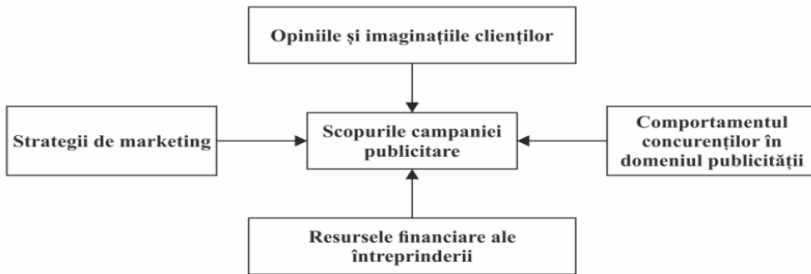 Opiniile și imaginațiile clienților
Strategii de marketing
Scopurile campaniei
publicitare
Comportamentul
concurenților în
domeniul publicității
Resursele financiare ale
întreprinderii